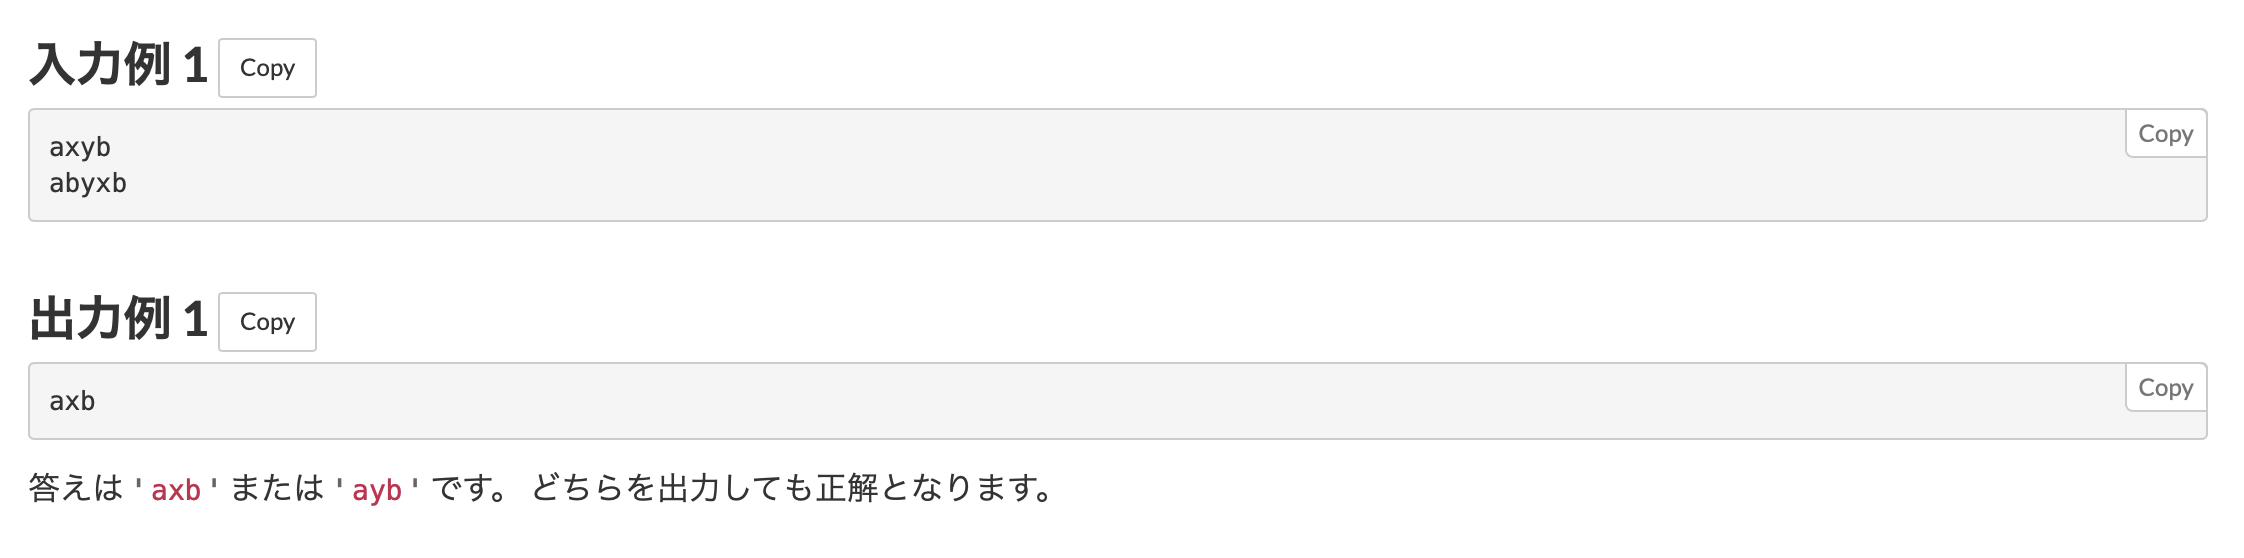 入力例 1 Copy
axyb Copy
abyxb
出力例 1 Copy
axb Copy
答えは ' axb ' または ' ayb ' です。 どちらを出力しても正解となります。